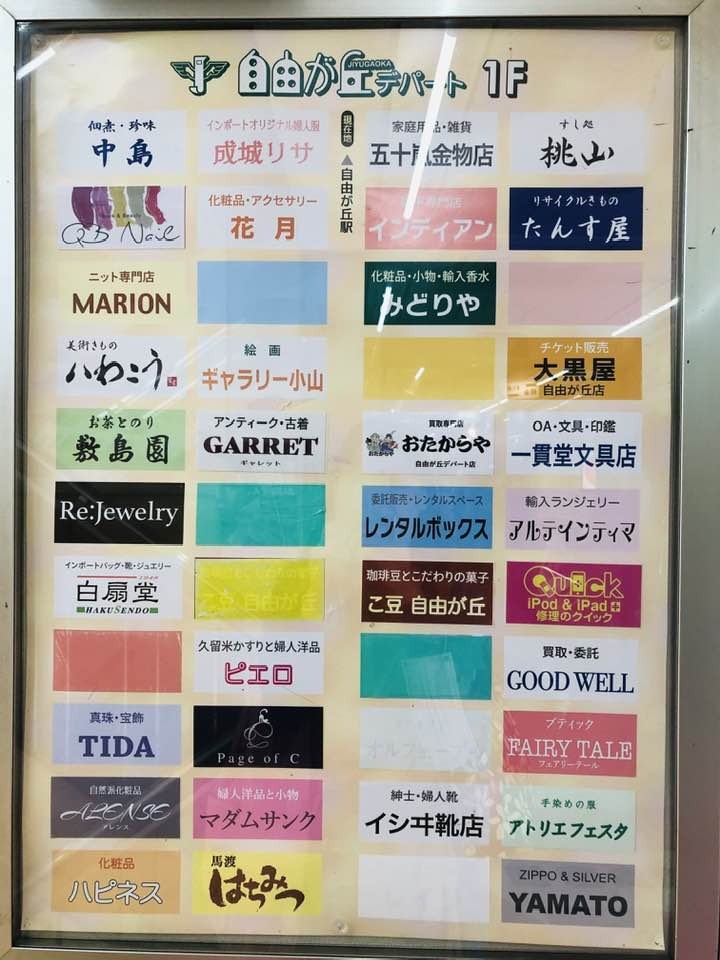 JIYUGAOKA
自由が丘デパート 1F
現在地
▲自由が丘駅
佃煮・珍味
中島
インポートオリジナル婦人服
成城リサ
家庭用品・雑貨
五十嵐金物店
すし処
桃山
QB Nail
化粧品・アクセサリー
花月
専門店
インディアン
リサイクルきもの
たんす屋
ニット専門店
MARION
化粧品・小物・輸入香水
みどりや
美術きもの
いわこう
絵画
ギャラリー小山
チケット販売
大黒屋
自由が丘店
お茶とのり
敷島園
アンティーク・古着
GARRET
ギャレット
買取専門店
おたからや
おたからや
自由が丘デパート店
OA・文具・印鑑
一貫堂文具店
Re:Jewelry
委託販売・レンタルスペース
レンタルボックス
輸入ランジェリー
アルテインティマ
インポートバッグ・靴・ジュエリー
白扇堂
HAKUSENDO
こ豆 自由が丘
珈琲豆とこだわりの菓子
こ豆 自由が丘
Quick
iPod & iPad+
修理のクイック
久留米かすりと婦人洋品
ピエロ
買取・委託
GOOD WELL
真珠・宝飾
TIDA
Page of C
ブティック
FAIRY TALE
フェアリーテール
自然派化粧品
ALENSE
アレンス
婦人洋品と小物
マダムサンク
紳士・婦人靴
イシヰ靴店
手染めの服
アトリエフェスタ
化粧品
ハピネス
馬渡
はちみつ
ZIPPO & SILVER
YAMATO